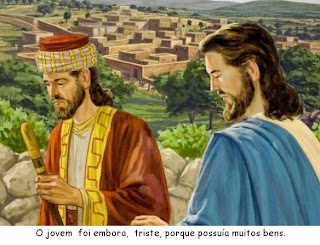 O jovem foi embora, triste, porque possuía muitos bens.